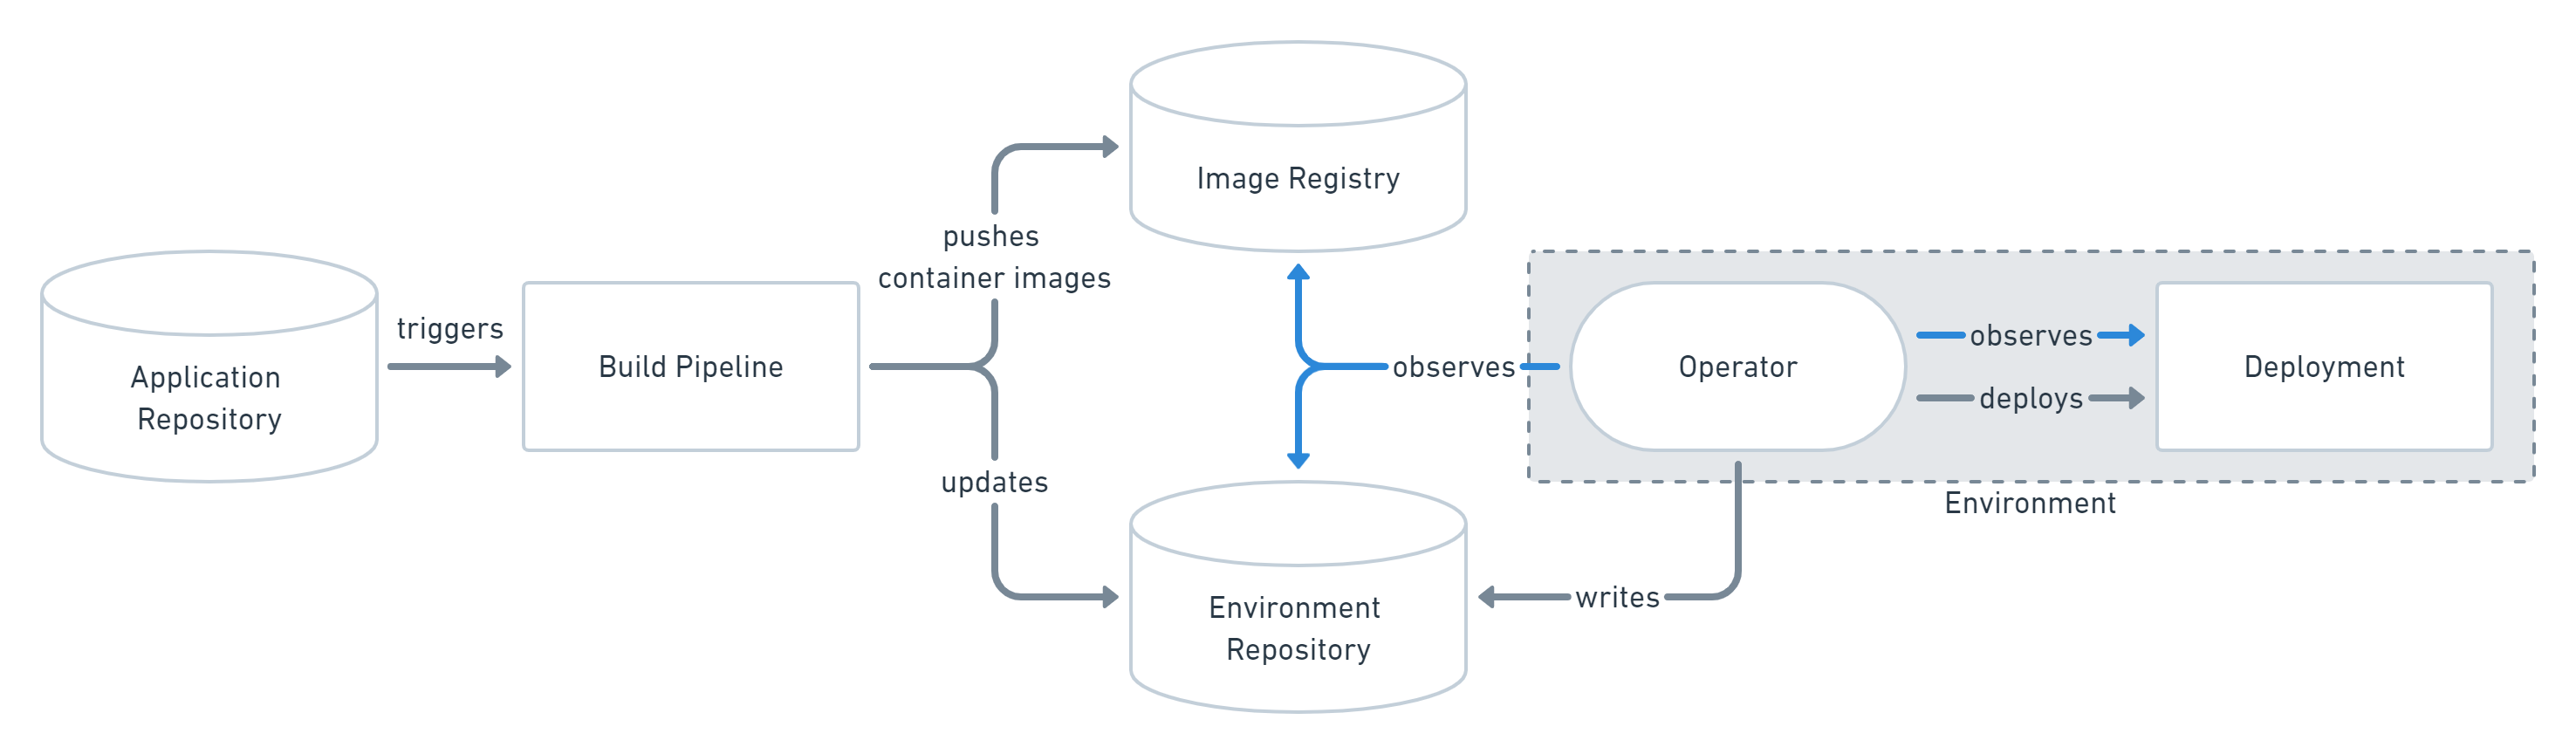 Application
Repository
triggers
Build Pipeline
pushes
container images
updates
Image Registry
Environment
Repository
observes
Operator
observes
deploys
Deployment
Environment
writes